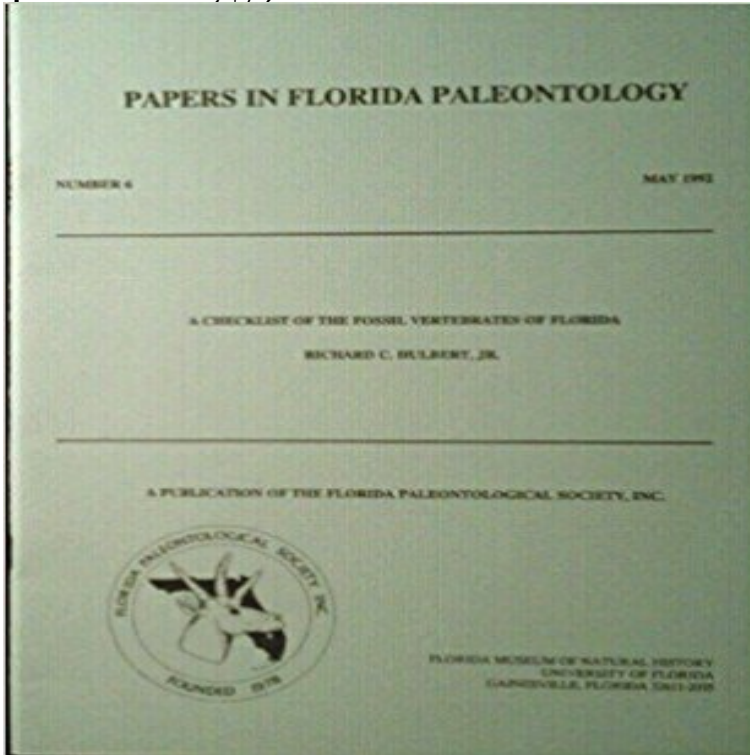 PAPERS IN FLORIDA PALEONTOLOGY
NUMBER 6
MAY 1992
A CHECKLIST OF THE FOSSIL VERTEBRATES OF FLORIDA
RICHARD C. HULBERT, JR.
A PUBLICATION OF THE FLORIDA PALEONTOLOGICAL SOCIETY, INC.
FLORIDA PALEONTOLOGICAL SOCIETY INC
FOUNDED 1978
FLORIDA MUSEUM OF NATURAL HISTORY
UNIVERSITY OF FLORIDA
GAINESVILLE, FLORIDA 32611-2035